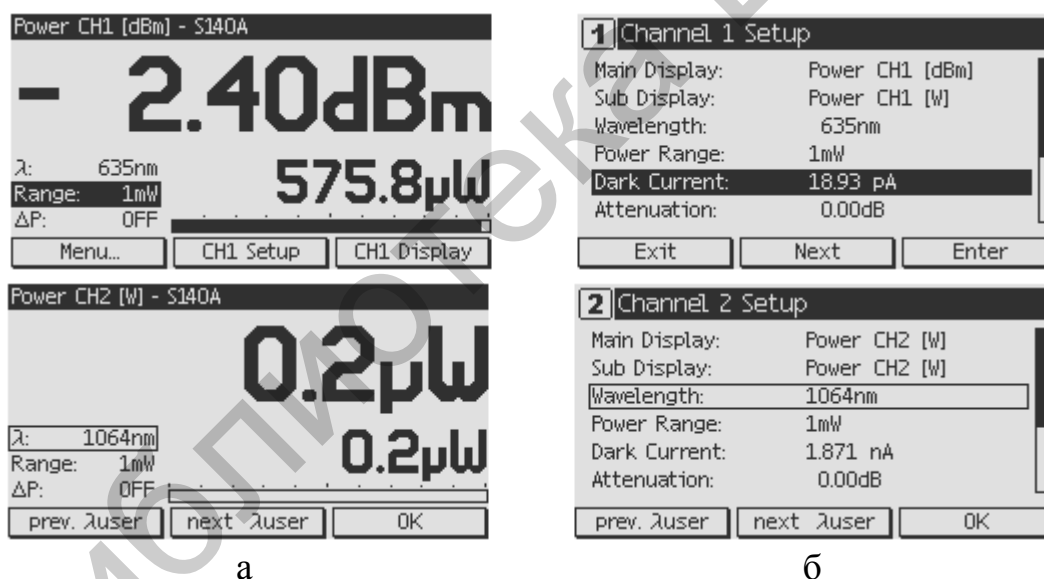 Power CH1 [dBm] - S140A
- 2.40dBm
λ: 635nm
575.8µW
Range: 1mW
ΔP: OFF
Menu... CH1 Setup CH1 Display
1 Channel 1 Setup
Main Display: Power CH1 [dBm]
Sub Display: Power CH1 [W]
Wavelength: 635nm
Power Range: 1mW
Dark Current: 18.93 pA
Attenuation: 0.00dB
Exit Next Enter
Power CH2 [W] - S140A
0.2µW
λ: 1064nm
0.2µW
Range: 1mW
ΔP: OFF
prev. λuser next λuser OK
2 Channel 2 Setup
Main Display: Power CH2 [W]
Sub Display: Power CH2 [W]
Wavelength: 1064nm
Power Range: 1mW
Dark Current: 1.871 nA
Attenuation: 0.00dB
prev. λuser next λuser OK
а б